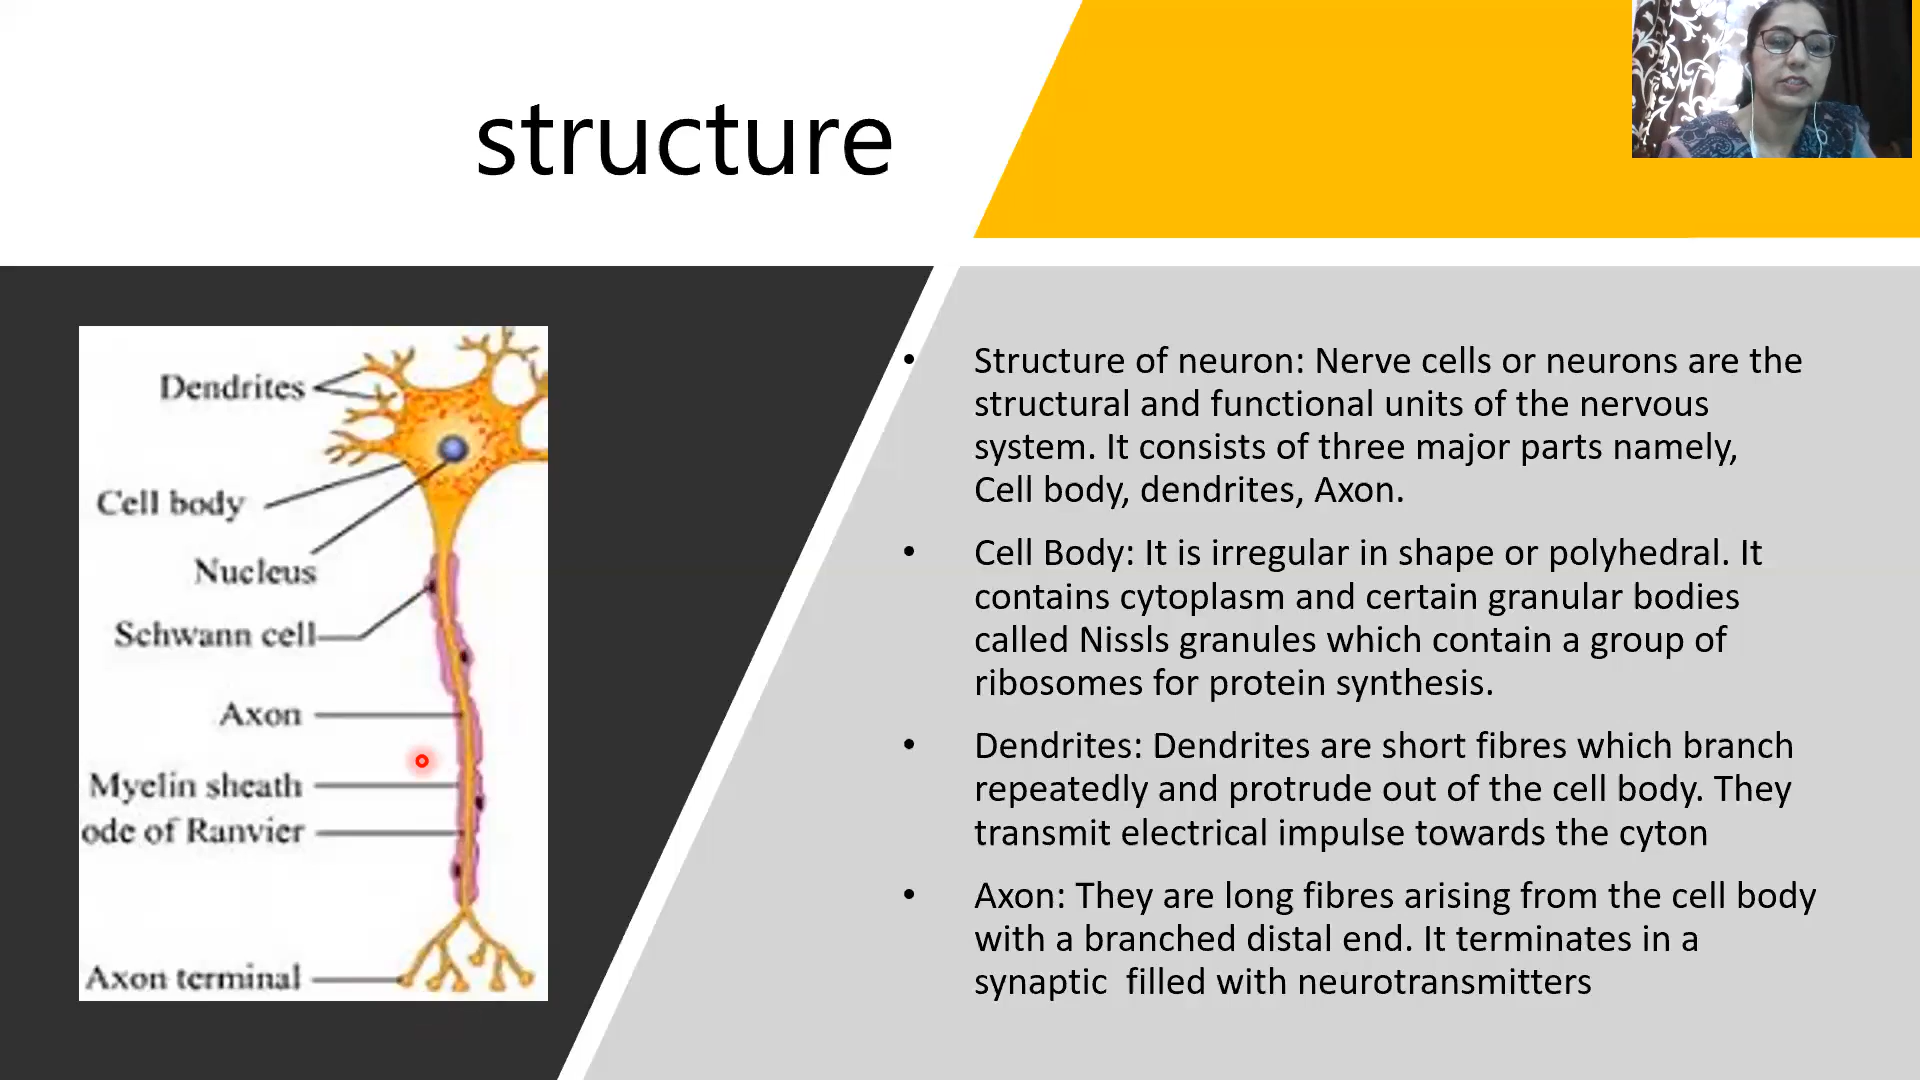 structure
Dendrites
Cell body
Nucleus
Schwann cell
Axon
Myelin sheath
ode of Ranvier
Axon terminal
• Structure of neuron: Nerve cells or neurons are the
structural and functional units of the nervous
system. It consists of three major parts namely,
Cell body, dendrites, Axon.
• Cell Body: It is irregular in shape or polyhedral. It
contains cytoplasm and certain granular bodies
called Nissls granules which contain a group of
ribosomes for protein synthesis.
• Dendrites: Dendrites are short fibres which branch
repeatedly and protrude out of the cell body. They
transmit electrical impulse towards the cyton
• Axon: They are long fibres arising from the cell body
with a branched distal end. It terminates in a
synaptic  filled with neurotransmitters